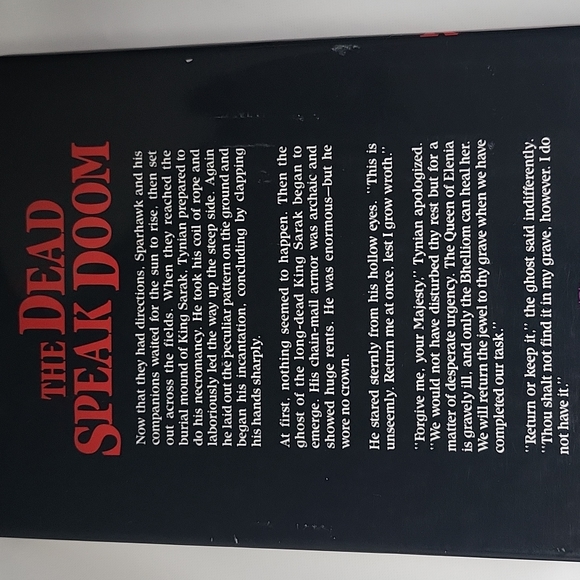 THE DEAD
SPEAK DOOM
Now that they had directions, Sparhawk and his
companions waited for the sun to rise, then set
out across the fields. When they reached the
burial mound of King Sarak, Tynian prepared to
do his necromancy. He took his coil of rope and
laboriously led the way up the steep side. Again
he laid out the peculiar pattern on the ground and
began his incantation, concluding by clapping
his hands sharply.
At first, nothing seemed to happen. Then the
ghost of the long-dead King Sarak began to
emerge. His chain-mail armor was archaic and
showed huge rents. He was enormous—but he
wore no crown.
He stared sternly from his hollow eyes. "This is
unseemly. Return me at once, lest I grow wroth."
"Forgive me, your Majesty," Tynian apologized.
"We would not have disturbed thy rest but for a
matter of desperate urgency. The Queen of Elenia
is gravely ill, and only the Bhelliom can heal her.
We will return the jewel to thy grave when we have
completed our task."
"Return or keep it," the ghost said indifferently.
"Thou shalt not find it in my grave, however. I do
not have it."